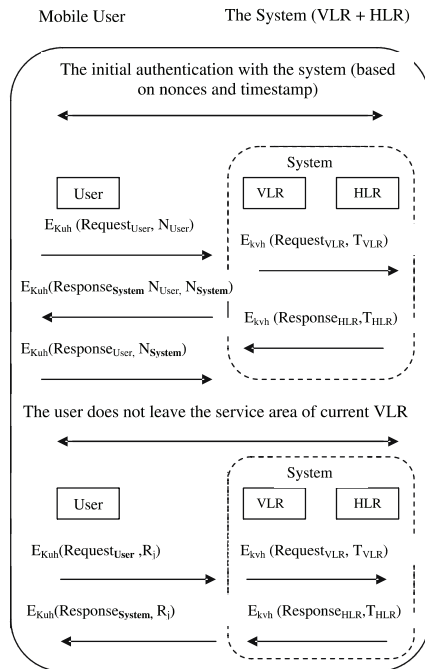 Mobile User The System (VLR + HLR)
The initial authentication with the system (based
on nonces and timestamp)
System
User VLR HLR
E_Kuh (Request_User, N_User)
E_kvh (Request_VLR, T_VLR)
E_Kuh(Response_System N_User, N_System)
E_kvh (Response_HLR,T_HLR)
E_Kuh(Response_User, N_System)
The user does not leave the service area of current VLR
System
User VLR HLR
E_Kuh(Request_User ,R_j) E_kvh (Request_VLR, T_VLR)
E_Kuh(Response_System, R_j) E_kvh (Response_HLR,T_HLR)